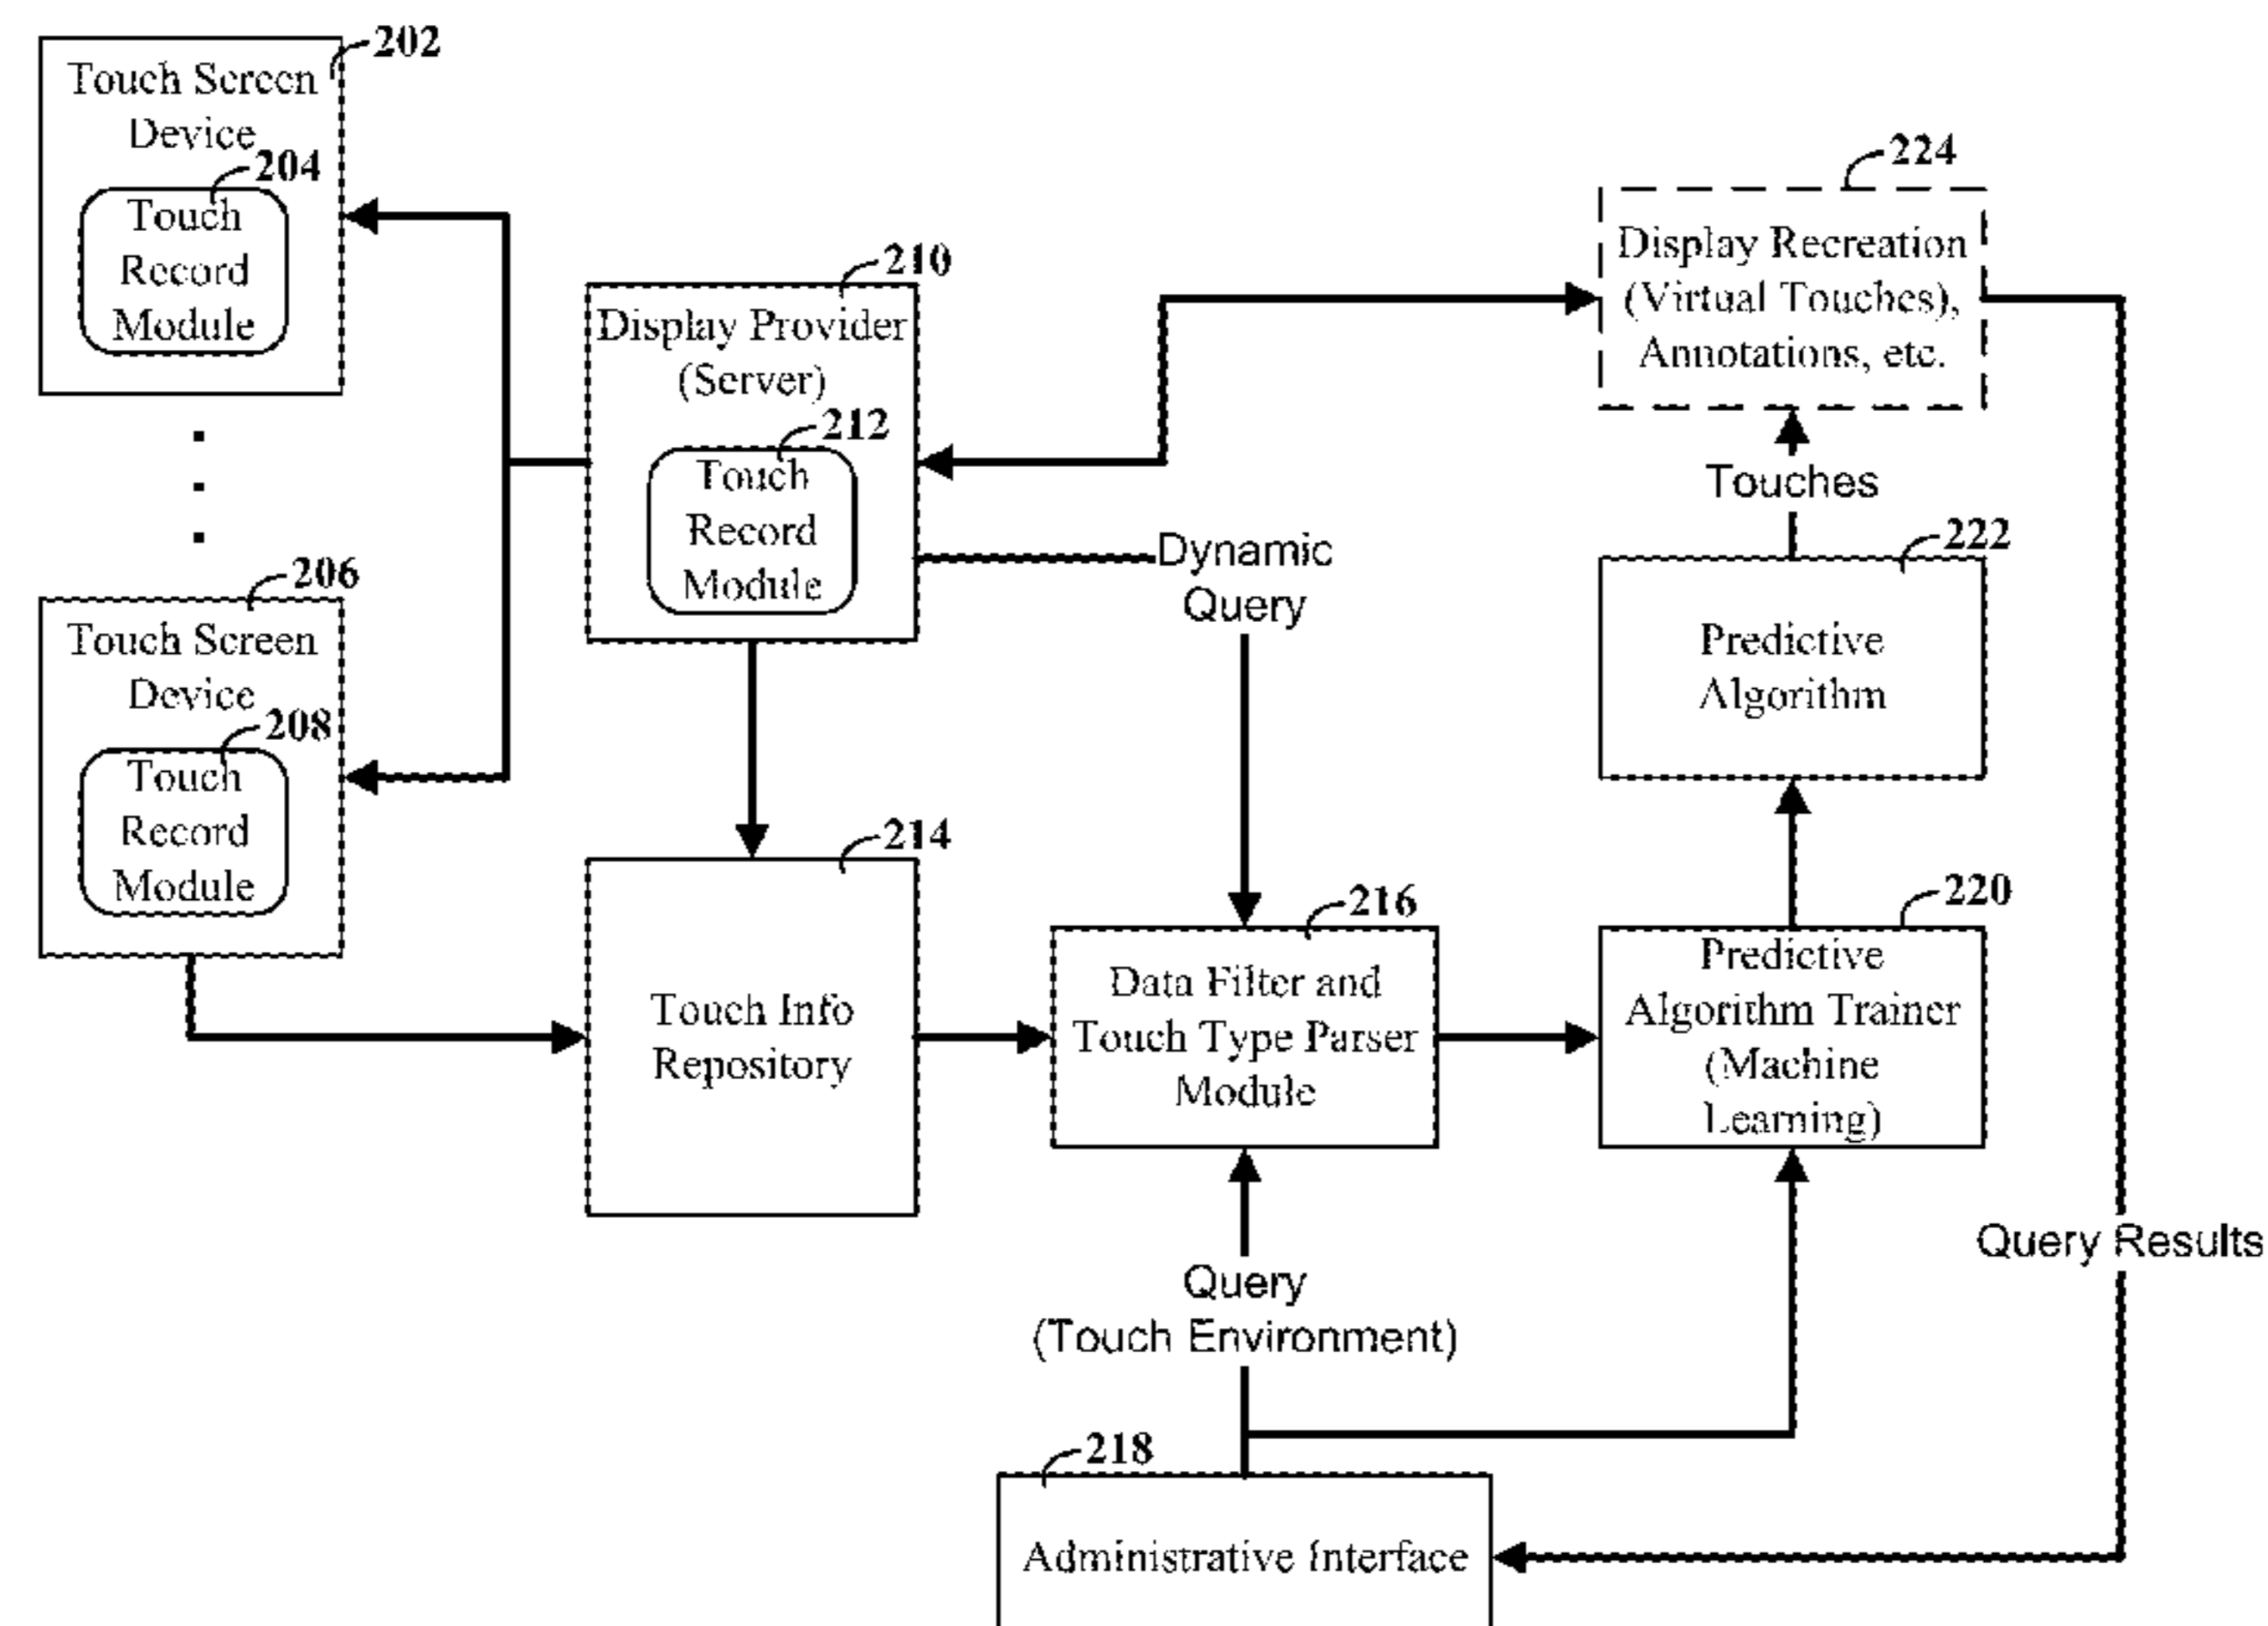 202
Touch Screen
Device
204
Touch
Record
Module
206
Touch Screen
Device
208
Touch
Record
Module
210
Display Provider
(Server)
212
Touch
Record
Module
Dynamic
Query
214
Touch Info
Repository
216
Data Filter and
Touch Type Parser
Module
Query
(Touch Environment)
218
Administrative Interface
224
Display Recreation
(Virtual Touches),
Annotations, etc.
Touches
222
Predictive
Algorithm
220
Predictive
Algorithm Trainer
(Machine
Learning)
Query Results